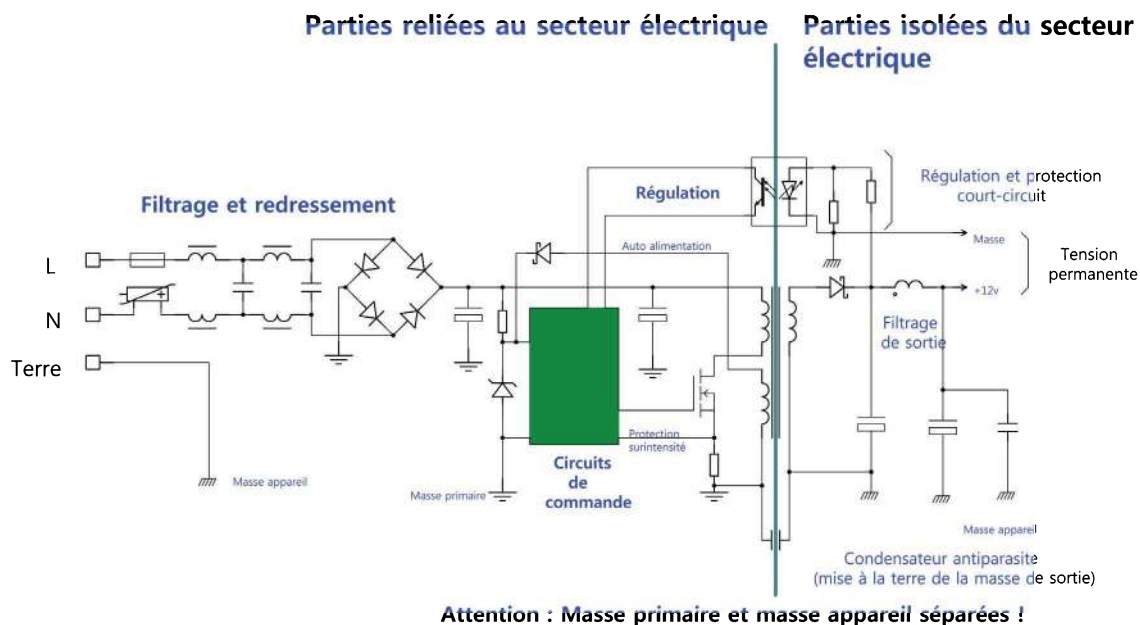 Parties reliées au secteur électrique
Parties isolées du secteur
électrique
Régulation et protection
court-circuit
Régulation
Filtrage et redressement
Auto alimentation
Masse
Tension
permanente
L
+12v
N
Filtrage
de sortie
Terre
Protection
surintensité
Circuits
de
commande
Masse appareil
Masse primaire
Masse appareil
Condensateur antiparasite
(mise à la terre de la masse de sortie)
Attention : Masse primaire et masse appareil séparées !